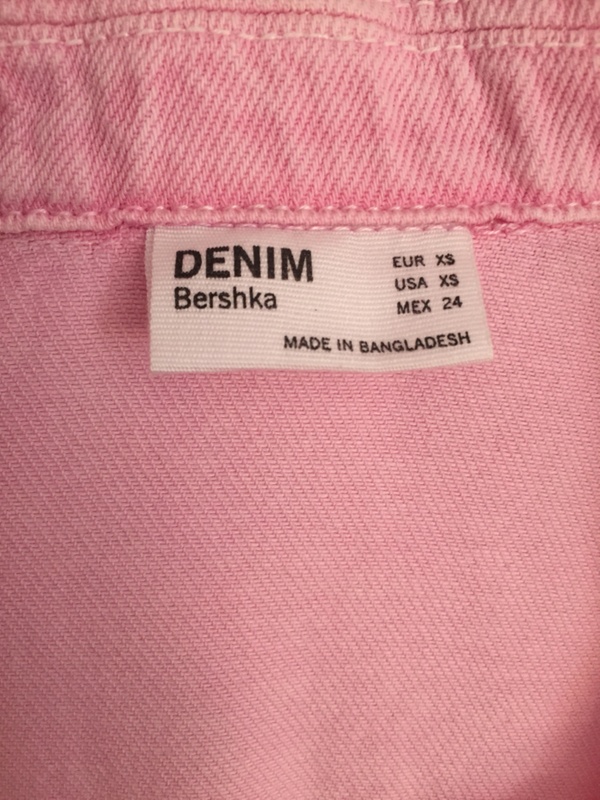 DENIM
Bershka
EUR XS
USA XS
MEX 24
MADE IN BANGLADESH